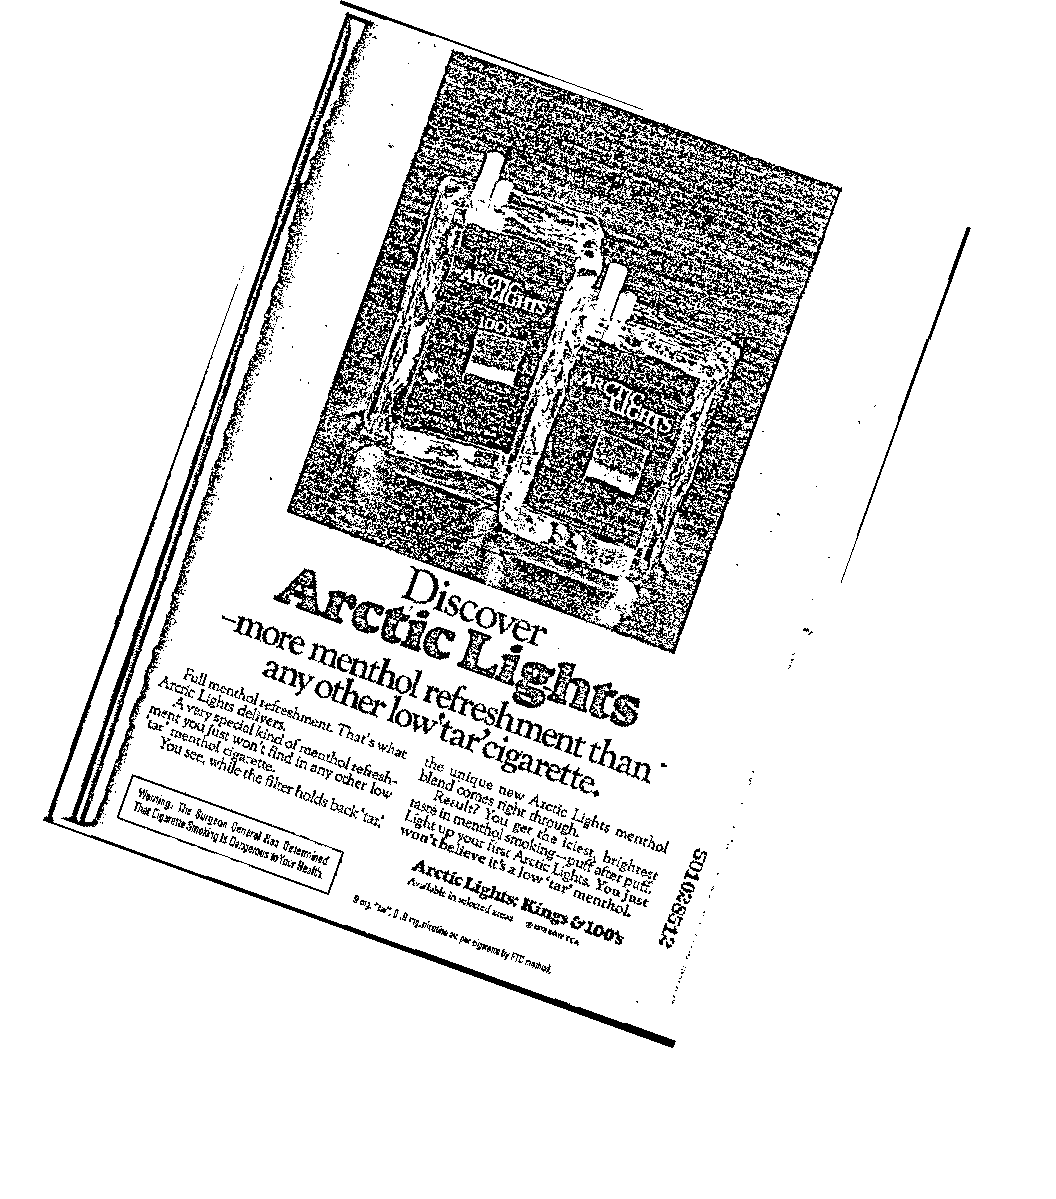 ARCTIC
LIGHTS
100's
ARCTIC
LIGHTS
Discover
Arctic Lights
–more menthol refreshment than
any other low 'tar' cigarette.
Full menthol refreshment. That's what
Arctic Lights delivers.
A very special kind of menthol refresh-
ment you just won't find in any other low
'tar' menthol cigarette.
You see, while the filter holds back 'tar,'
the unique new Arctic Lights menthol
blend comes right through.
Result? You get the iciest, brightest
taste in menthol smoking—puff after puff.
Light up your first Arctic Lights. You just
won't believe it's a low 'tar' menthol.
Arctic Lights: Kings & 100's
Available in selected areas
Warning: The Surgeon General Has Determined
That Cigarette Smoking Is Dangerous to Your Health.
9 mg. "tar", 0.8 mg. nicotine av. per cigarette by FTC method.
501028512